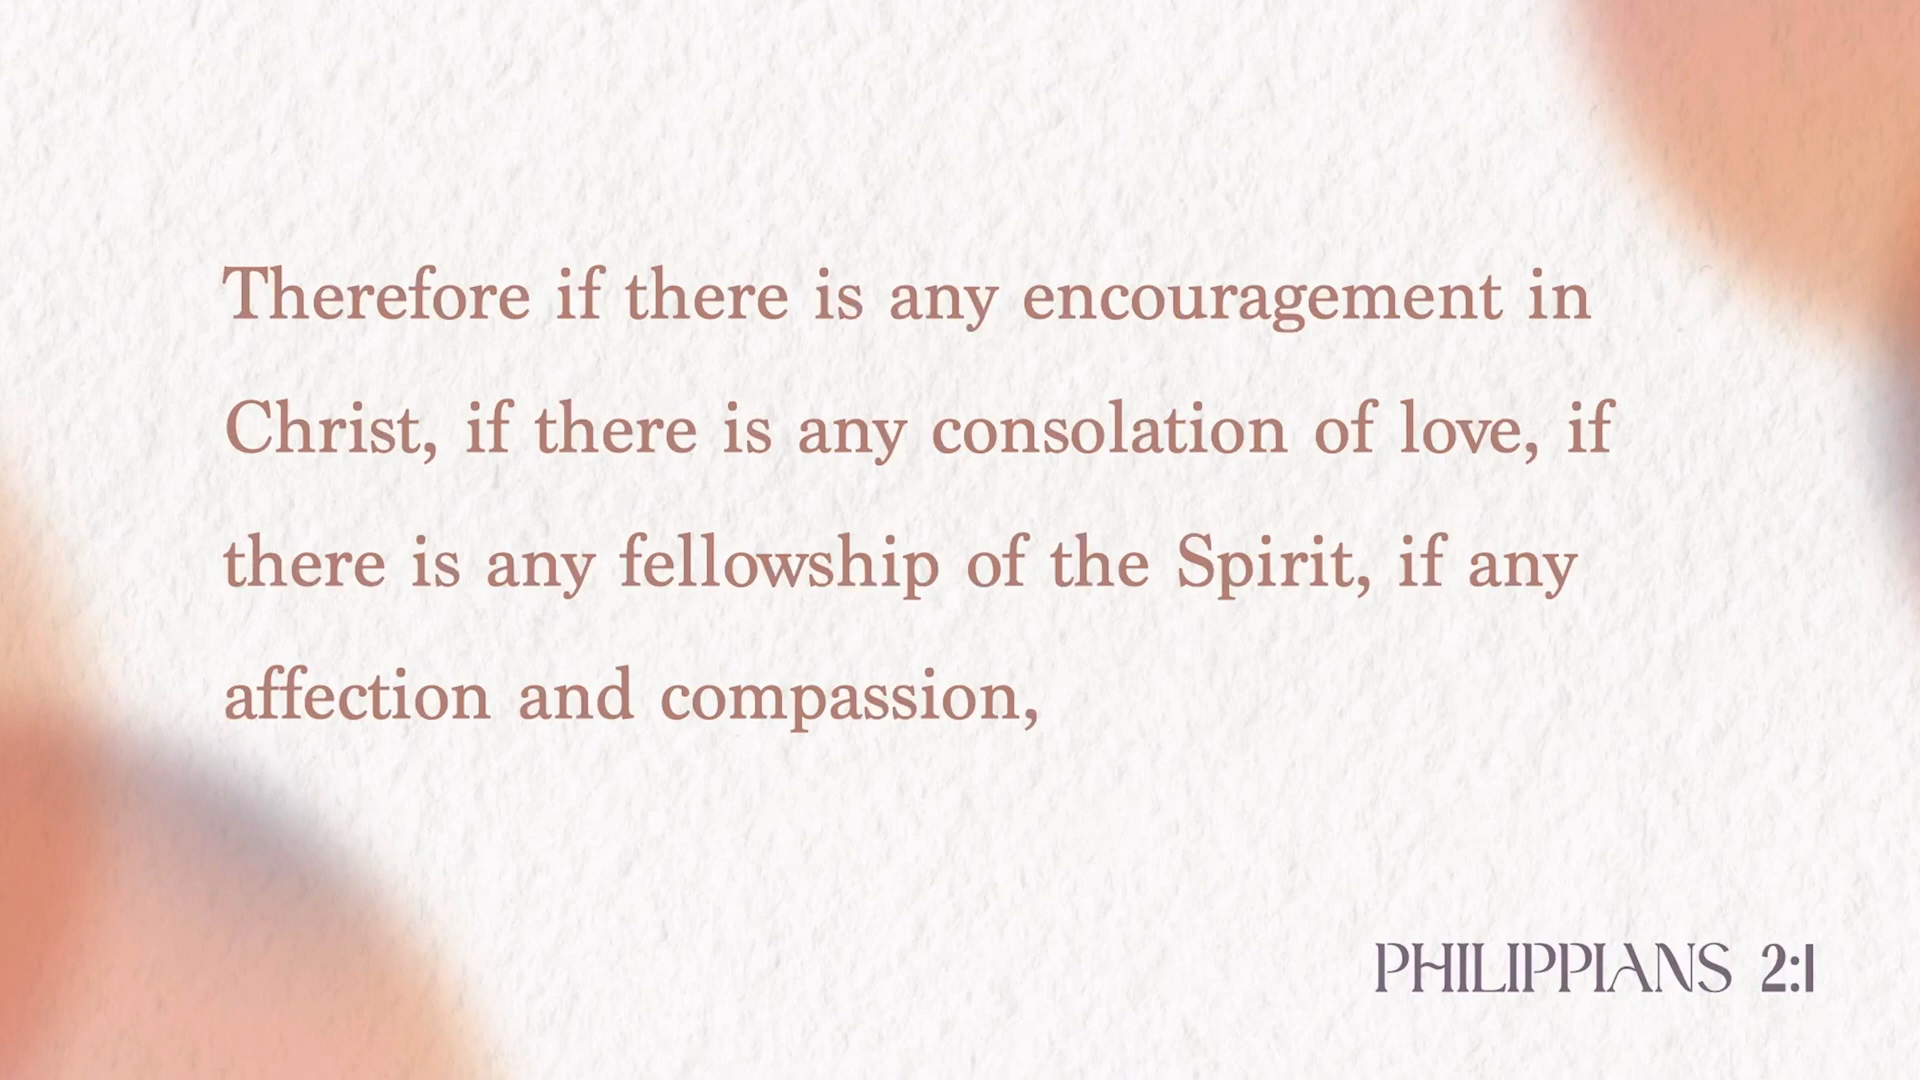 Therefore if there is any encouragement in
Christ, if there is any consolation of love, if
there is any fellowship of the Spirit, if any
affection and compassion,
PHILIPPIANS 2:1